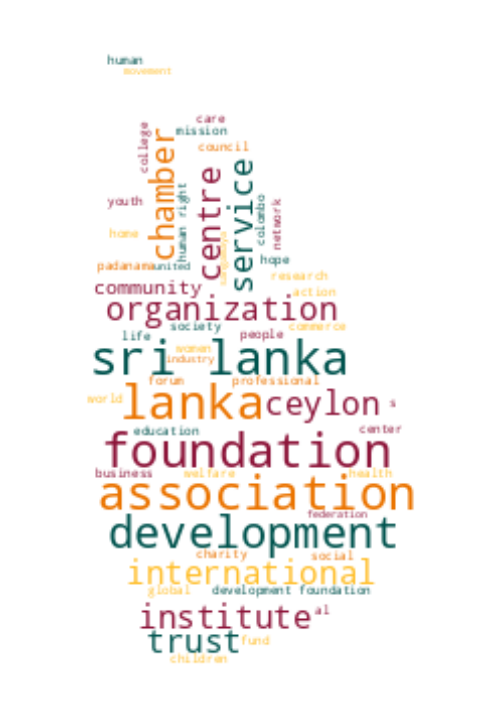 human
movement
care
mission
college
chamber
council
centre
service
human right
youth
colombo
network
home
hope
padanama
united
research
community
action
organization
society
commerce
life
people
sri lanka
women
industry
forum
professional
world
lanka
ceylon
s
education
center
foundation
business
welfare
health
association
federation
development
charity
social
international
global
development foundation
institute
al
trust
fund
children